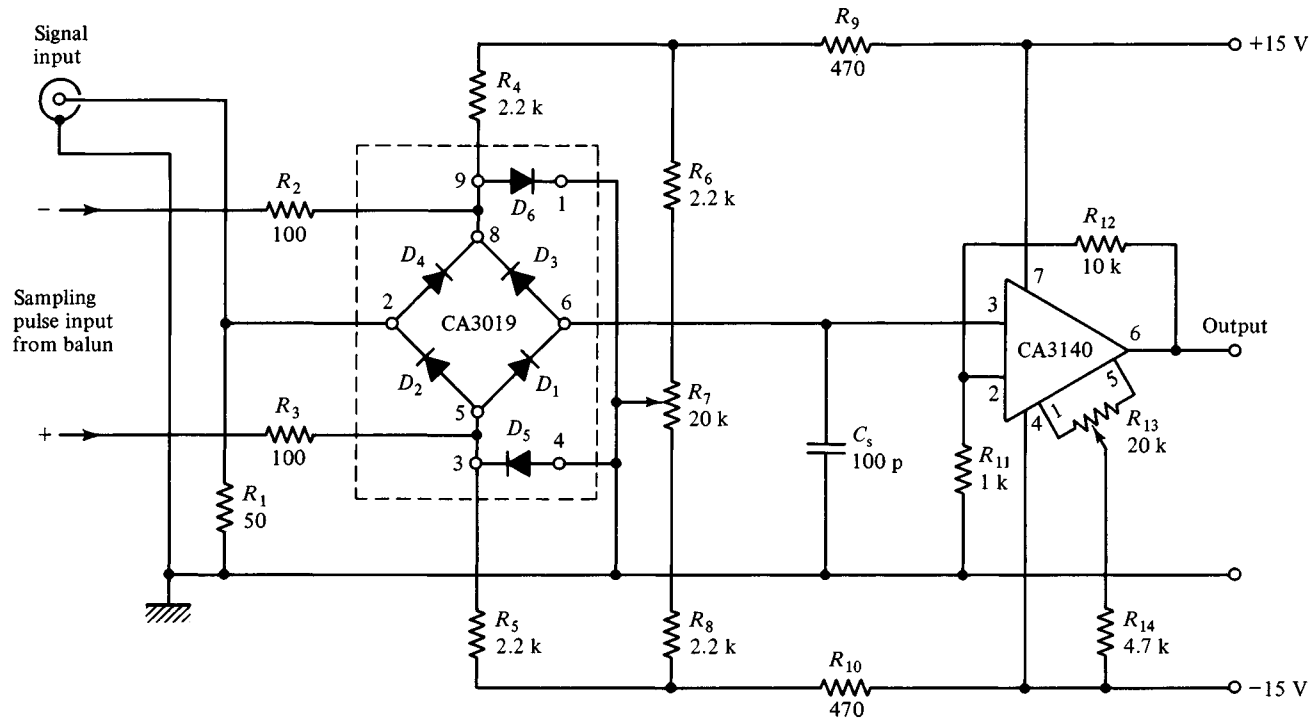 Signal
input
R9
470
+15 V
R4
2.2 k
R2
100
−
9
D6
1
R6
2.2 k
8
D4
D3
R12
10 k
7
Sampling
pulse input
from balun
2
CA3019
6
3
CA3140
6
Output
D2
D1
2
5
R7
20 k
4
1
5
R13
20 k
R3
100
+
D5
4
3
Cs
100 p
R11
1 k
R1
50
R5
2.2 k
R8
2.2 k
R14
4.7 k
R10
470
−15 V